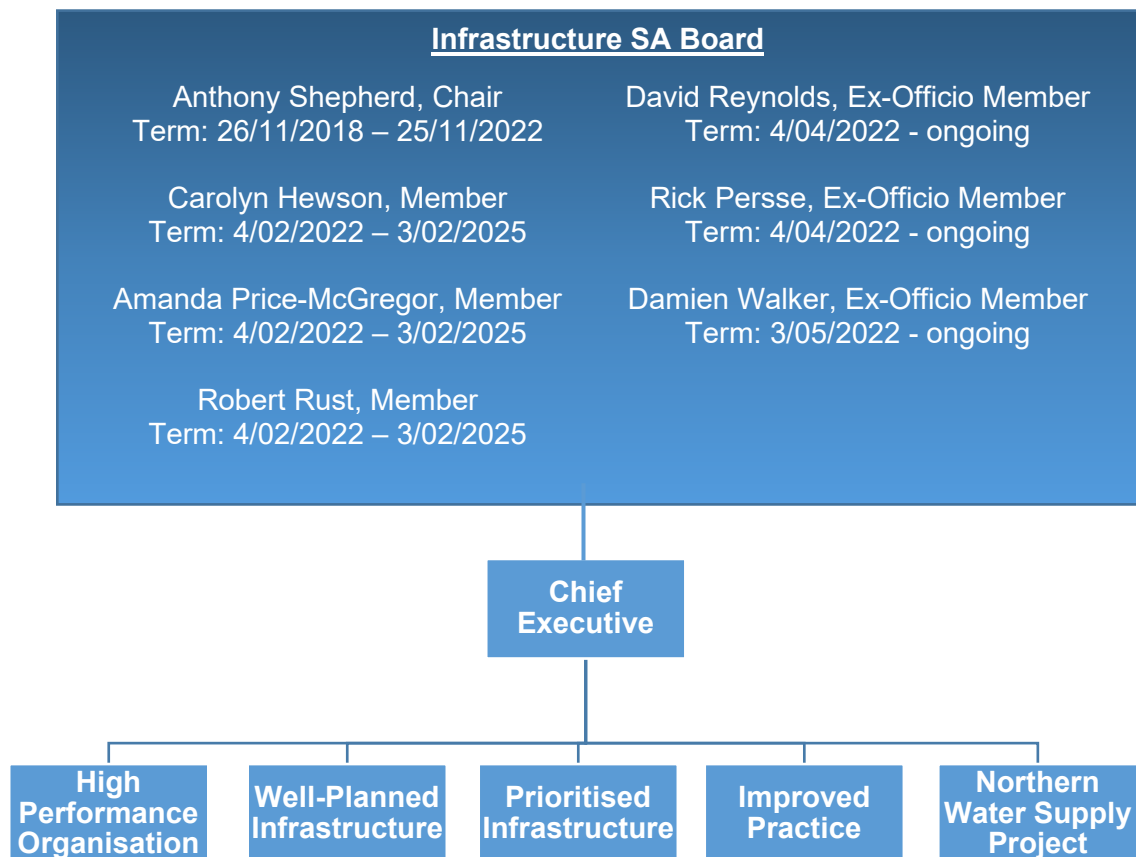 Infrastructure SA Board
Anthony Shepherd, Chair
Term: 26/11/2018 – 25/11/2022
Carolyn Hewson, Member
Term: 4/02/2022 – 3/02/2025
Amanda Price-McGregor, Member
Term: 4/02/2022 – 3/02/2025
Robert Rust, Member
Term: 4/02/2022 – 3/02/2025
David Reynolds, Ex-Officio Member
Term: 4/04/2022 - ongoing
Rick Persse, Ex-Officio Member
Term: 4/04/2022 - ongoing
Damien Walker, Ex-Officio Member
Term: 3/05/2022 - ongoing
Chief
Executive
High
Performance
Organisation
Well-Planned
Infrastructure
Prioritised
Infrastructure
Improved
Practice
Northern
Water Supply
Project